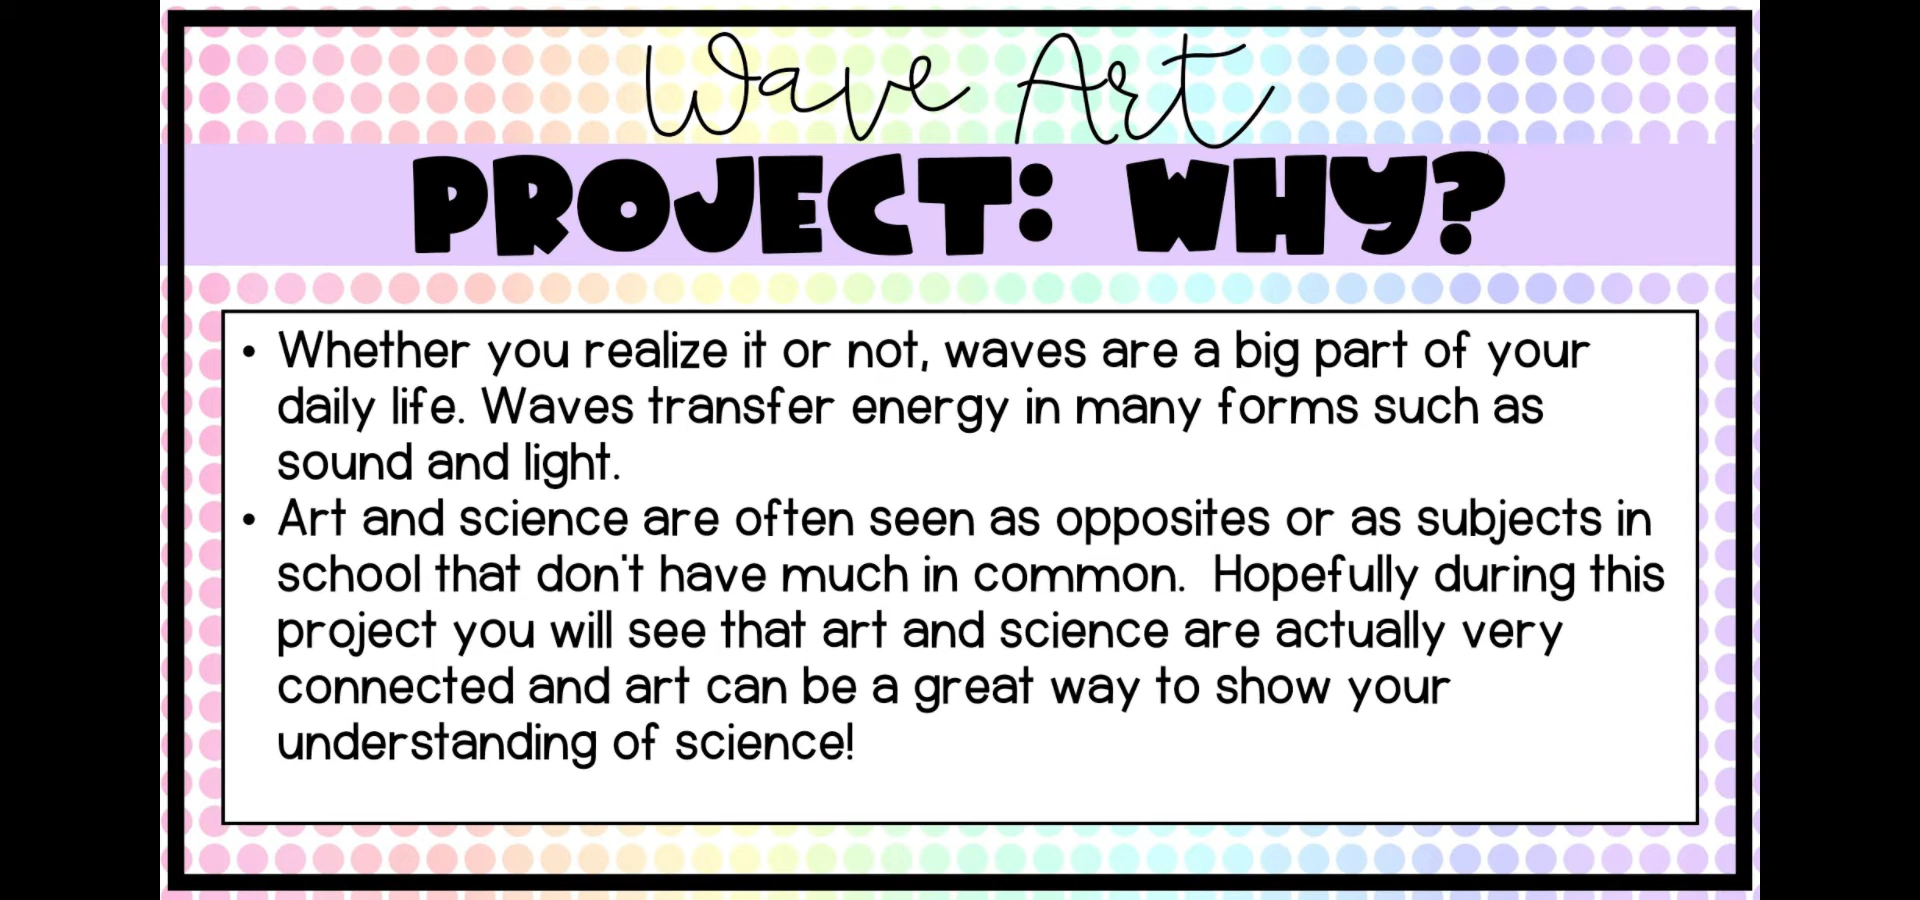 Wave Art
PROJECT: WHY?
• Whether you realize it or not, waves are a big part of your
daily life. Waves transfer energy in many forms such as
sound and light.
• Art and science are often seen as opposites or as subjects in
school that don't have much in common.  Hopefully during this
project you will see that art and science are actually very
connected and art can be a great way to show your
understanding of science!